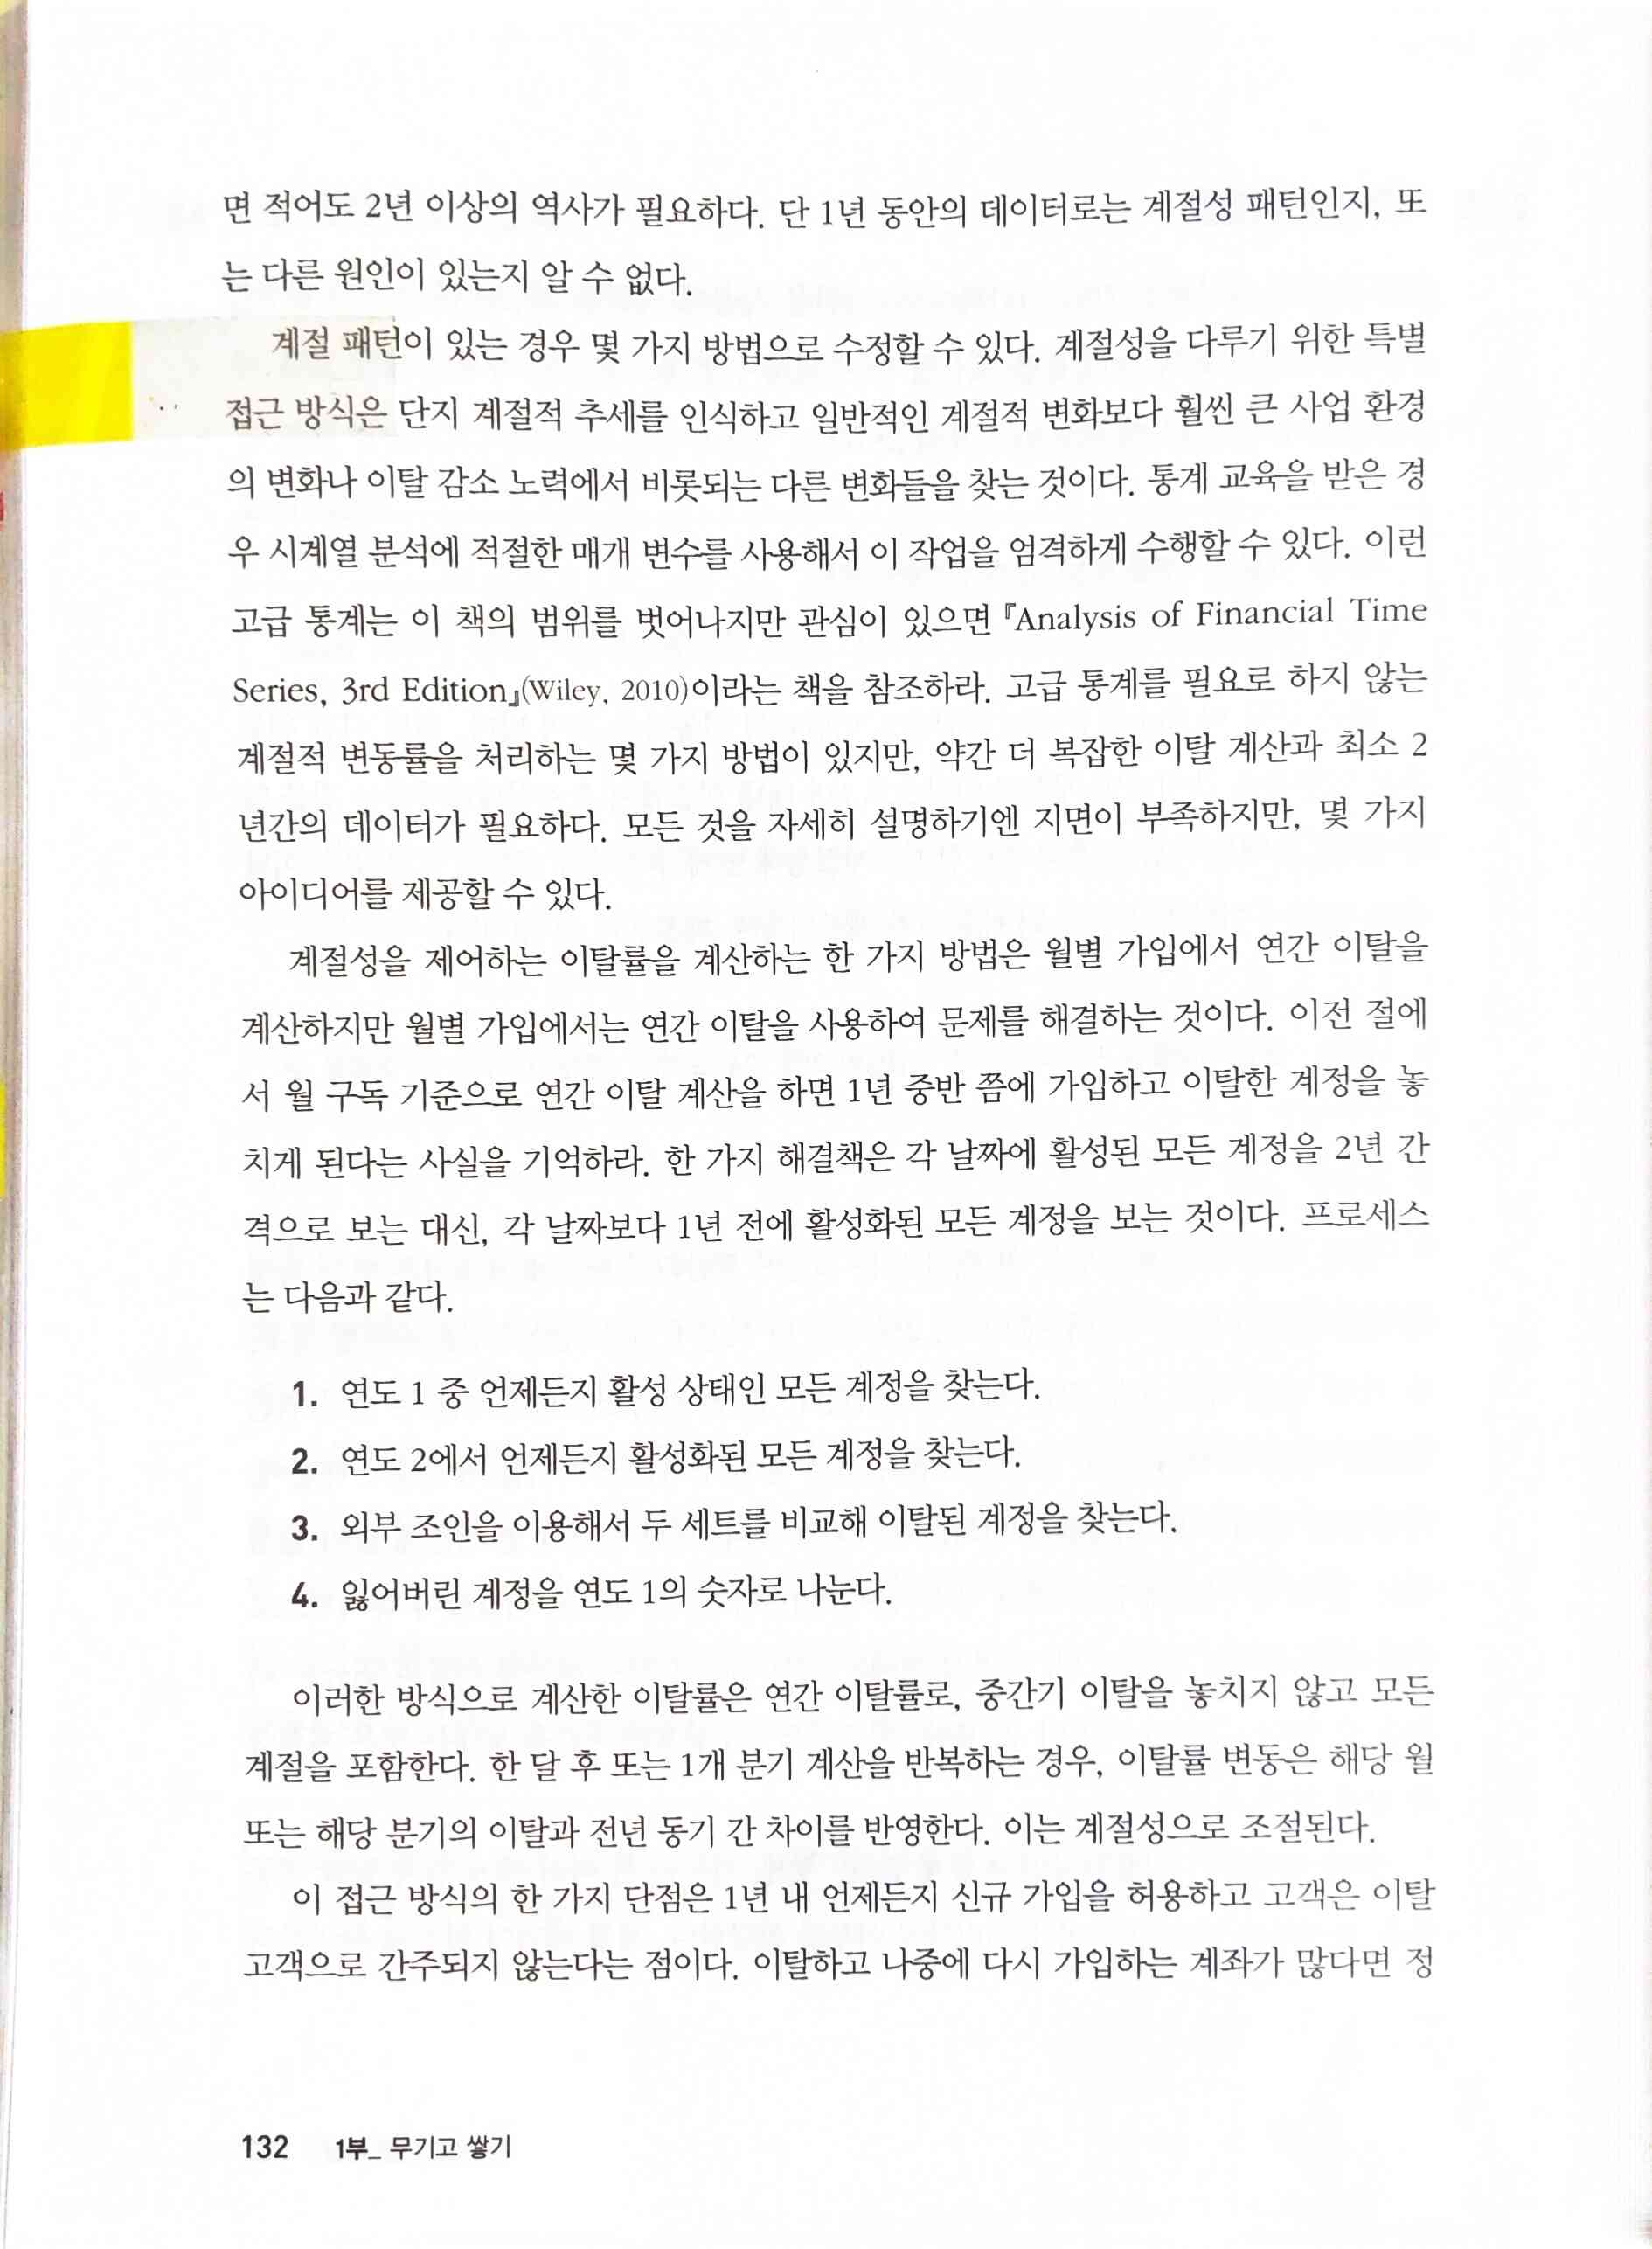 면 적어도 2년 이상의 역사가 필요하다. 단 1년 동안의 데이터로는 계절성 패턴인지, 또
는 다른 원인이 있는지 알 수 없다.
계절 패턴이 있는 경우 몇 가지 방법으로 수정할 수 있다. 계절성을 다루기 위한 특별
접근 방식은 단지 계절적 추세를 인식하고 일반적인 계절적 변화보다 훨씬 큰 사업 환경
의 변화나 이탈 감소 노력에서 비롯되는 다른 변화들을 찾는 것이다. 통계 교육을 받은 경
우 시계열 분석에 적절한 매개 변수를 사용해서 이 작업을 엄격하게 수행할 수 있다. 이런
고급 통계는 이 책의 범위를 벗어나지만 관심이 있으면 『Analysis of Financial Time
Series, 3rd Edition』(Wiley, 2010)이라는 책을 참조하라. 고급 통계를 필요로 하지 않는
계절적 변동률을 처리하는 몇 가지 방법이 있지만, 약간 더 복잡한 이탈 계산과 최소 2
년간의 데이터가 필요하다. 모든 것을 자세히 설명하기엔 지면이 부족하지만, 몇 가지
아이디어를 제공할 수 있다.
계절성을 제어하는 이탈률을 계산하는 한 가지 방법은 월별 가입에서 연간 이탈을
계산하지만 월별 가입에서는 연간 이탈을 사용하여 문제를 해결하는 것이다. 이전 절에
서 월 구독 기준으로 연간 이탈 계산을 하면 1년 중반 쯤에 가입하고 이탈한 계정을 놓
치게 된다는 사실을 기억하라. 한 가지 해결책은 각 날짜에 활성된 모든 계정을 2년 간
격으로 보는 대신, 각 날짜보다 1년 전에 활성화된 모든 계정을 보는 것이다. 프로세스
는 다음과 같다.
1. 연도 1 중 언제든지 활성 상태인 모든 계정을 찾는다.
2. 연도 2에서 언제든지 활성화된 모든 계정을 찾는다.
3. 외부 조인을 이용해서 두 세트를 비교해 이탈된 계정을 찾는다.
4. 잃어버린 계정을 연도 1의 숫자로 나눈다.
이러한 방식으로 계산한 이탈률은 연간 이탈률로, 중간기 이탈을 놓치지 않고 모든
계절을 포함한다. 한 달 후 또는 1개 분기 계산을 반복하는 경우, 이탈률 변동은 해당 월
또는 해당 분기의 이탈과 전년 동기 간 차이를 반영한다. 이는 계절성으로 조절된다.
이 접근 방식의 한 가지 단점은 1년 내 언제든지 신규 가입을 허용하고 고객은 이탈
고객으로 간주되지 않는다는 점이다. 이탈하고 나중에 다시 가입하는 계좌가 많다면 정
132 1부_ 무기고 쌓기